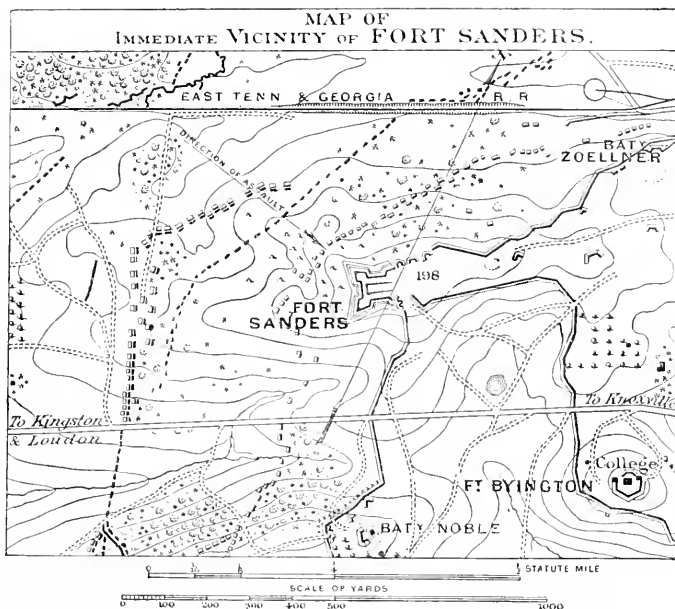 MAP OF
IMMEDIATE VICINITY OF FORT SANDERS.
EAST TENN & GEORGIA R R
DIRECTION OF ASSAULT
BATY
ZOELLNER
198
FORT
SANDERS
To Kingston
& Loudon
To Knoxville
College
FT BYINGTON
BATY NOBLE
0
STATUTE MILE
SCALE OF YARDS
0 100 200 300 400 500 1000